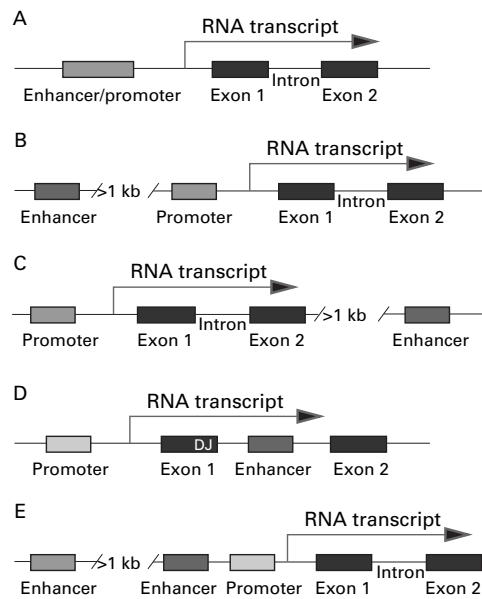 A
RNA transcript
Intron
Enhancer/promoter Exon 1 Exon 2
B
RNA transcript
>1 kb
Intron
Enhancer Promoter Exon 1 Exon 2
C
RNA transcript
>1 kb
Intron
Promoter Exon 1 Exon 2 Enhancer
D
RNA transcript
DJ
Promoter Exon 1 Enhancer Exon 2
E
RNA transcript
>1 kb
Intron
Enhancer Enhancer Promoter Exon 1 Exon 2